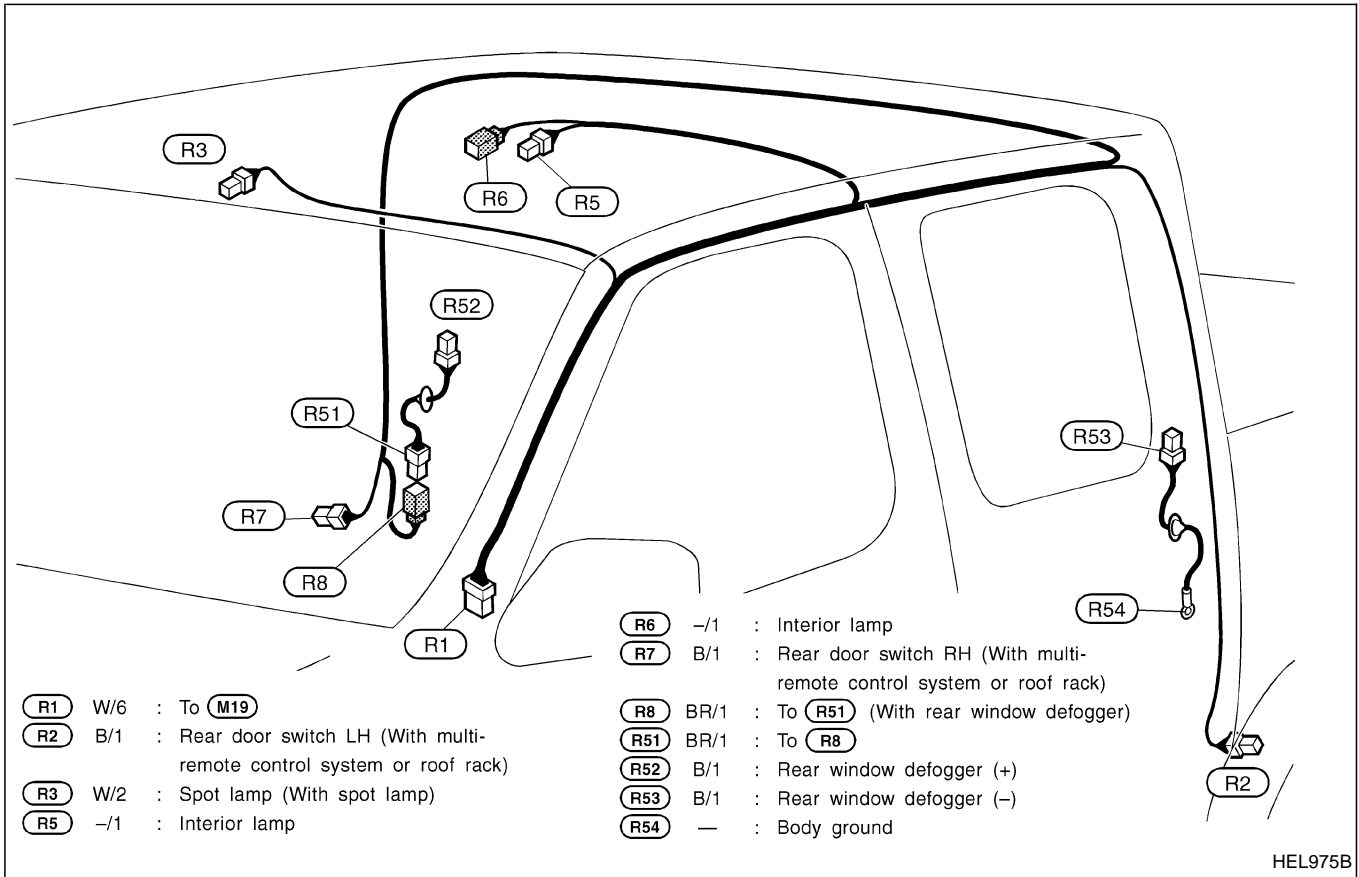 R3
R6
R5
R52
R51
R53
R7
R8
R54
R1
R2
R1 W/6 : To M19
R2 B/1 : Rear door switch LH (With multi-
remote control system or roof rack)
R3 W/2 : Spot lamp (With spot lamp)
R5 –/1 : Interior lamp
R6 –/1 : Interior lamp
R7 B/1 : Rear door switch RH (With multi-
remote control system or roof rack)
R8 BR/1 : To R51 (With rear window defogger)
R51 BR/1 : To R8
R52 B/1 : Rear window defogger (+)
R53 B/1 : Rear window defogger (–)
R54 — : Body ground
HEL975B